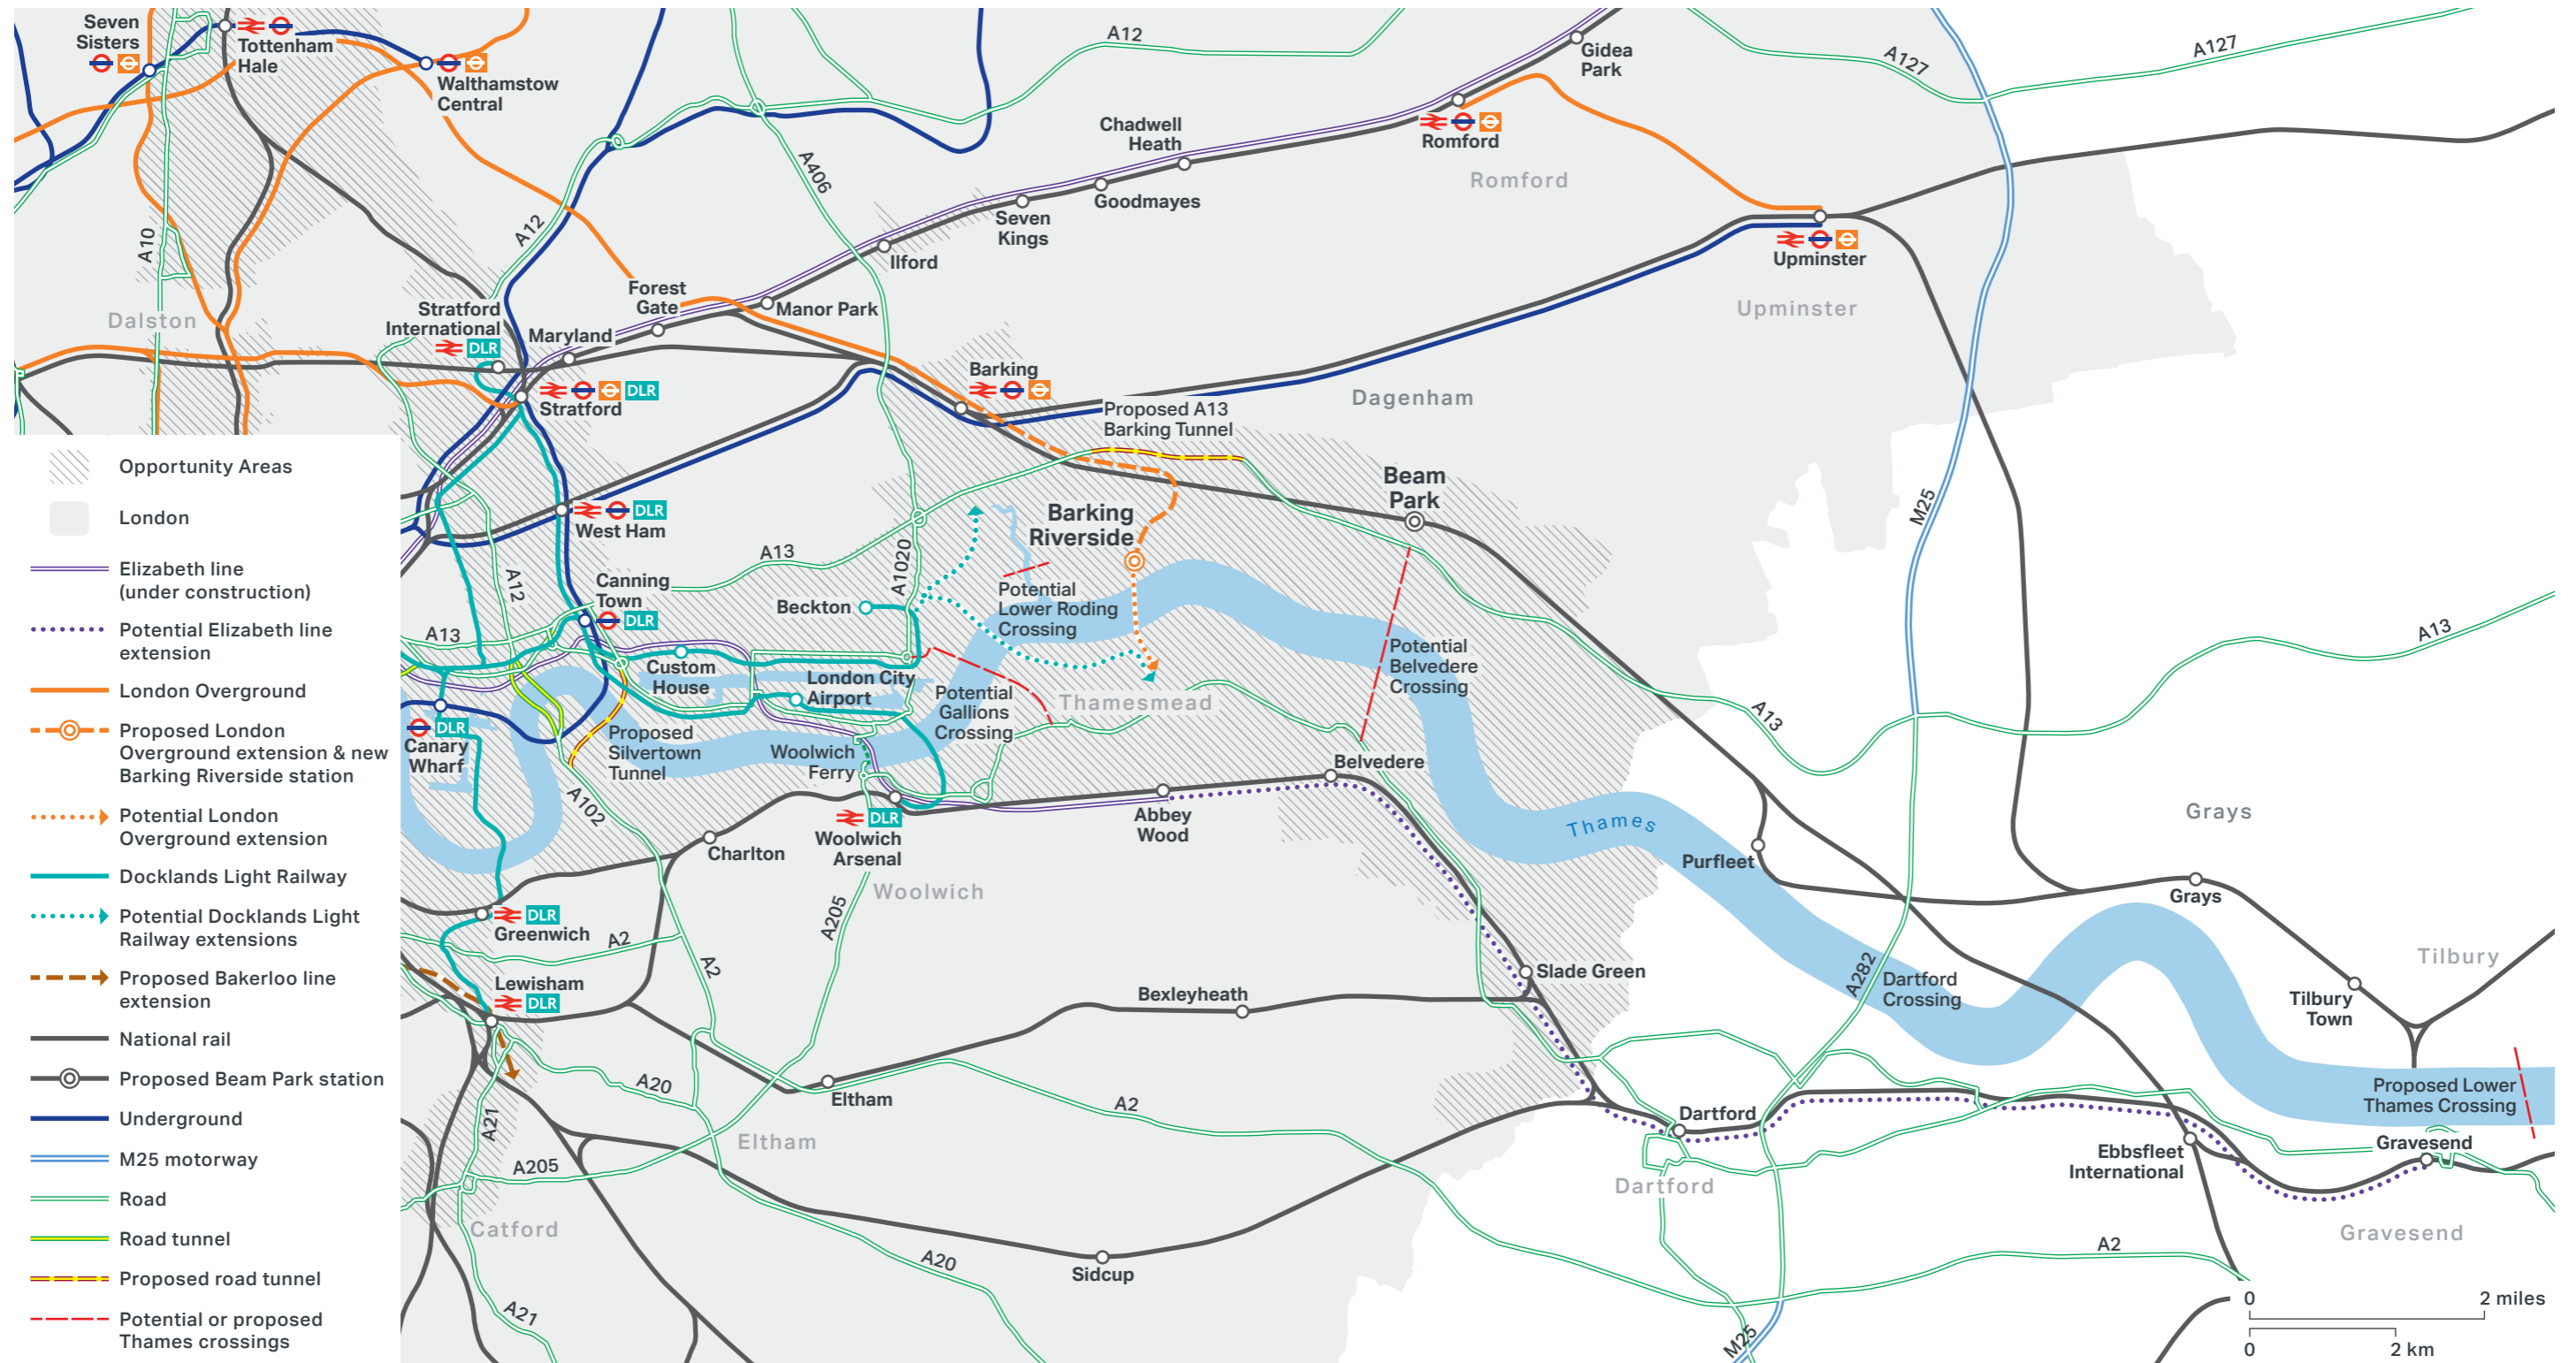 Seven
Sisters
Tottenham
Hale
Walthamstow
Central
A12
A127
A127
Gidea
Park
Romford
Romford
Chadwell
Heath
Goodmayes
Seven
Kings
Ilford
A406
A12
A10
Dalston
Forest
Gate
Manor Park
Maryland
Stratford
International
DLR
Stratford
DLR
Upminster
Upminster
Barking
Dagenham
Proposed A13
Barking Tunnel
Beam
Park
Barking
Riverside
West Ham
DLR
M25
A13
A1020
A12
Canning
Town
DLR
Beckton
Potential
Lower Roding
Crossing
A13
Custom
House
London City
Airport
Potential
Gallions
Crossing
Thamesmead
Potential
Belvedere
Crossing
A13
A13
DLR
Canary
Wharf
Proposed
Silvertown
Tunnel
Woolwich
Ferry
Belvedere
A102
Charlton
Woolwich
Arsenal
DLR
Abbey
Wood
Thames
Grays
Purfleet
Grays
Woolwich
A205
Greenwich
DLR
A2
A2
Lewisham
DLR
Bexleyheath
Slade Green
A282
Dartford
Crossing
Tilbury
Tilbury
Town
A20
Eltham
A2
Dartford
Proposed Lower
Thames Crossing
Gravesend
Ebbsfleet
International
A21
Eltham
A205
Dartford
Catford
Gravesend
A20
Sidcup
A2
A21
M25
0
2 miles
0
2 km
Opportunity Areas
London
Elizabeth line
(under construction)
Potential Elizabeth line
extension
London Overground
Proposed London
Overground extension & new
Barking Riverside station
Potential London
Overground extension
Docklands Light Railway
Potential Docklands Light
Railway extensions
Proposed Bakerloo line
extension
National rail
Proposed Beam Park station
Underground
M25 motorway
Road
Road tunnel
Proposed road tunnel
Potential or proposed
Thames crossings